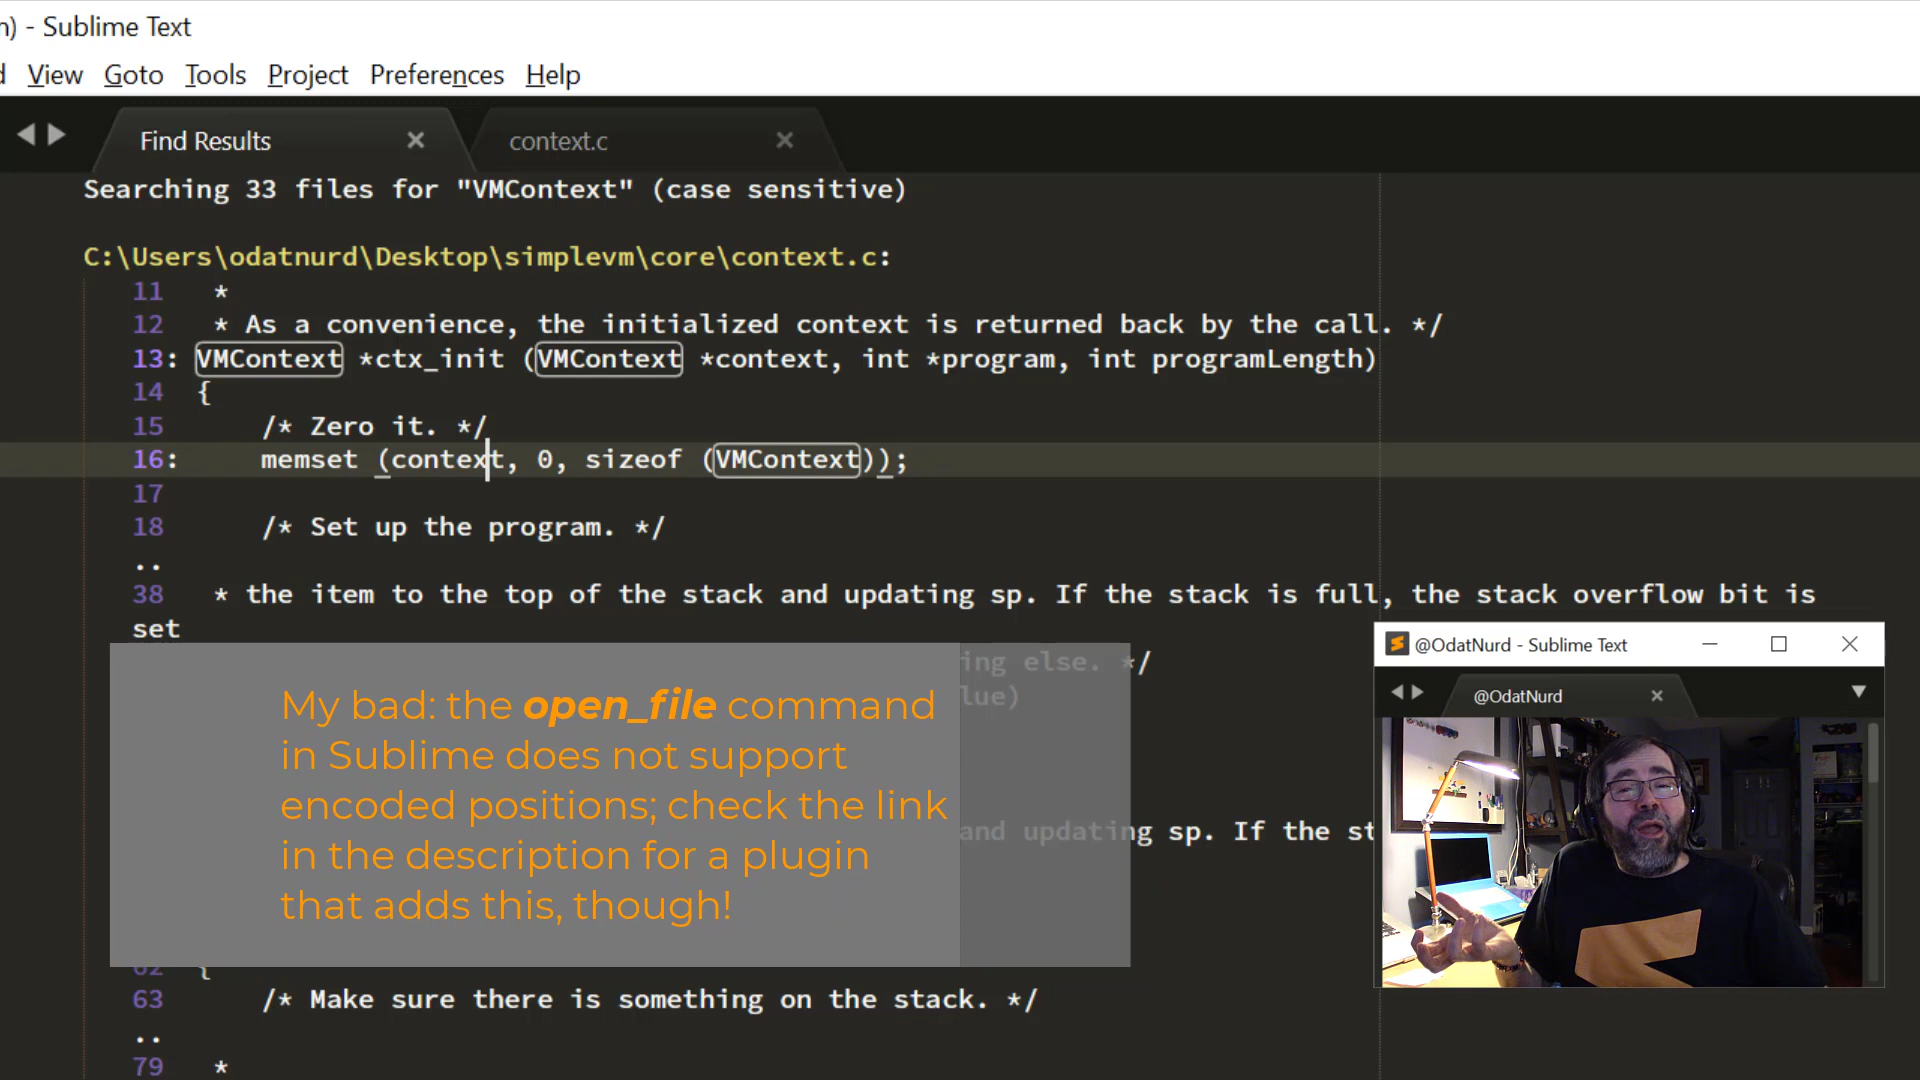 ) - Sublime Text
View Goto Tools Project Preferences Help
Find Results
context.c
Searching 33 files for "VMContext" (case sensitive)
C:\Users\odatnurd\Desktop\simplevm\core\context.c:
11 *
12 * As a convenience, the initialized context is returned back by the call. */
13: VMContext *ctx_init (VMContext *context, int *program, int programLength)
14 {
15 /* Zero it. */
16: memset (context, 0, sizeof (VMContext));
17
18 /* Set up the program. */
..
38 * the item to the top of the stack and updating sp. If the stack is full, the stack overflow bit is
set
ing else. */
lue)
My bad: the open_file command
in Sublime does not support
encoded positions; check the link
in the description for a plugin
that adds this, though!
and updating sp. If the st
62 {
63 /* Make sure there is something on the stack. */
..
79 *
@OdatNurd - Sublime Text
@OdatNurd